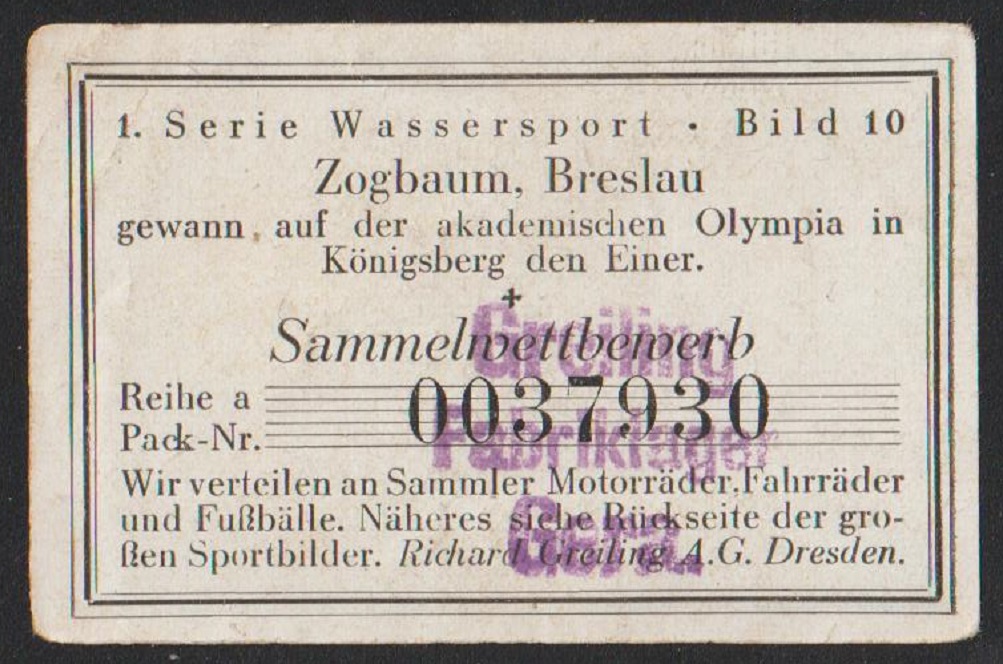 1. Serie Wassersport · Bild 10
Zogbaum, Breslau
gewann auf der akademischen Olympia in
Königsberg den Einer.
+
Sammelwettbewerb
Reihe a
Pack-Nr. 0037930
Wir verteilen an Sammler Motorräder, Fahrräder
und Fußbälle. Näheres siehe Rückseite der gro-
ßen Sportbilder. Richard Greiling A.G. Dresden.
Greiling
Fabriklager
Gera